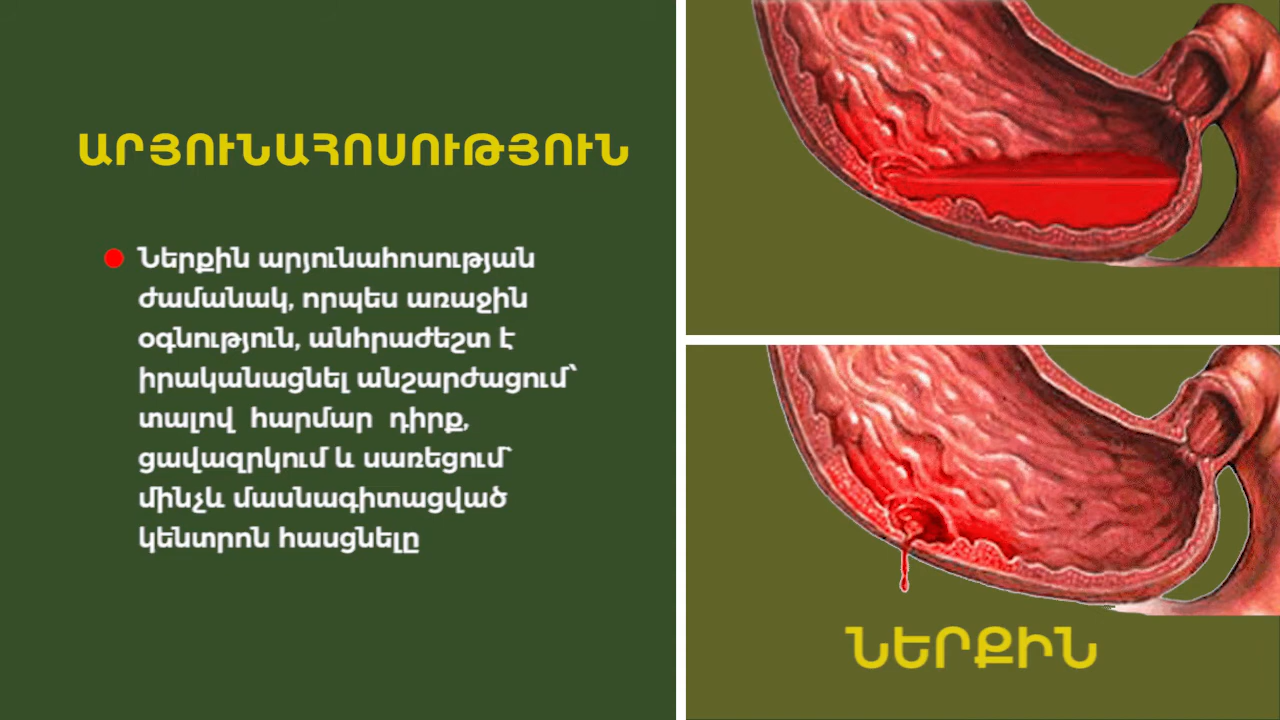 ԱՐՅՈՒՆԱՀՈՍՈՒԹՅՈՒՆ
Ներքին արյունահոսության
ժամանակ, որպես առաջին
օգնություն, անհրաժեշտ է
իրականացնել անշարժացում՝
տալով հարմար դիրք,
ցավազրկում և սառեցում՝
մինչև մասնագիտացված
կենտրոն հասցնելը
ՆԵՐՔԻՆ